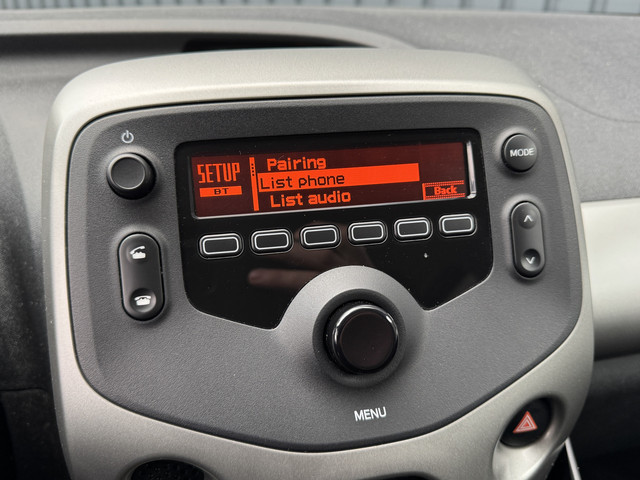 Pairing
SETUP
BT
List phone
List audio
Back
MODE
MENU